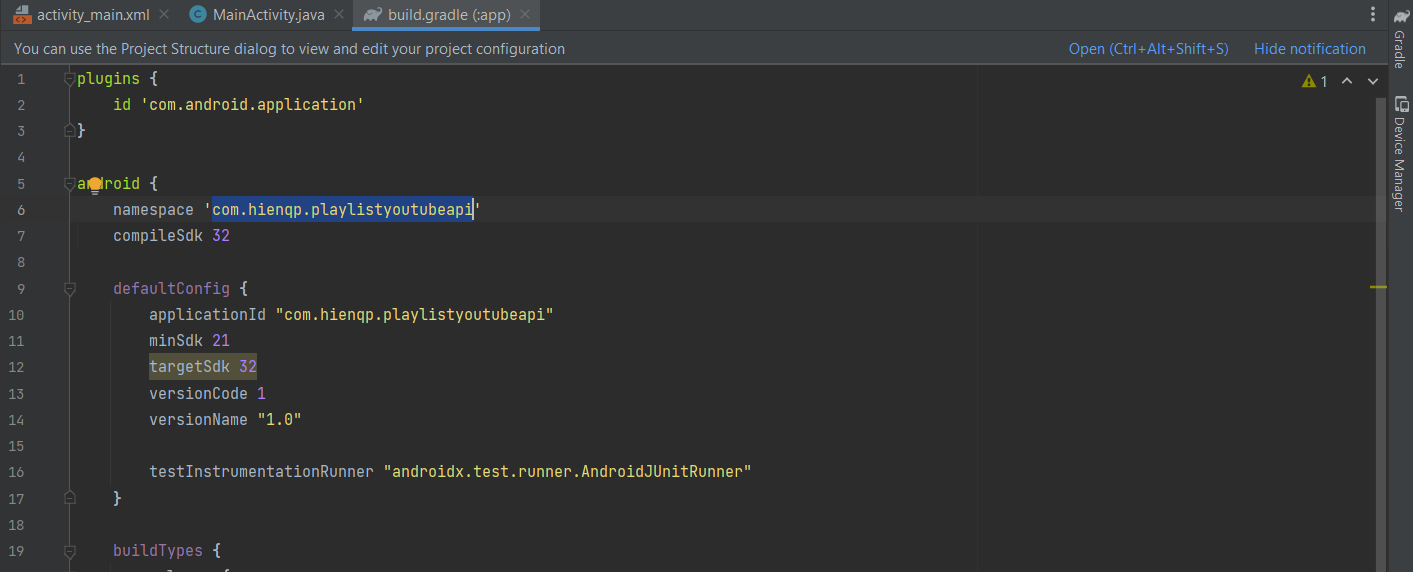 activity_main.xml MainActivity.java build.gradle (:app)
You can use the Project Structure dialog to view and edit your project configuration Open (Ctrl+Alt+Shift+S) Hide notification
1 plugins {
2 id 'com.android.application'
3 }
4
5 android {
6 namespace 'com.hienqp.playlistyoutubeapi'
7 compileSdk 32
8
9 defaultConfig {
10 applicationId "com.hienqp.playlistyoutubeapi"
11 minSdk 21
12 targetSdk 32
13 versionCode 1
14 versionName "1.0"
15
16 testInstrumentationRunner "androidx.test.runner.AndroidJUnitRunner"
17 }
18
19 buildTypes {
1
Gradle
Device Manager